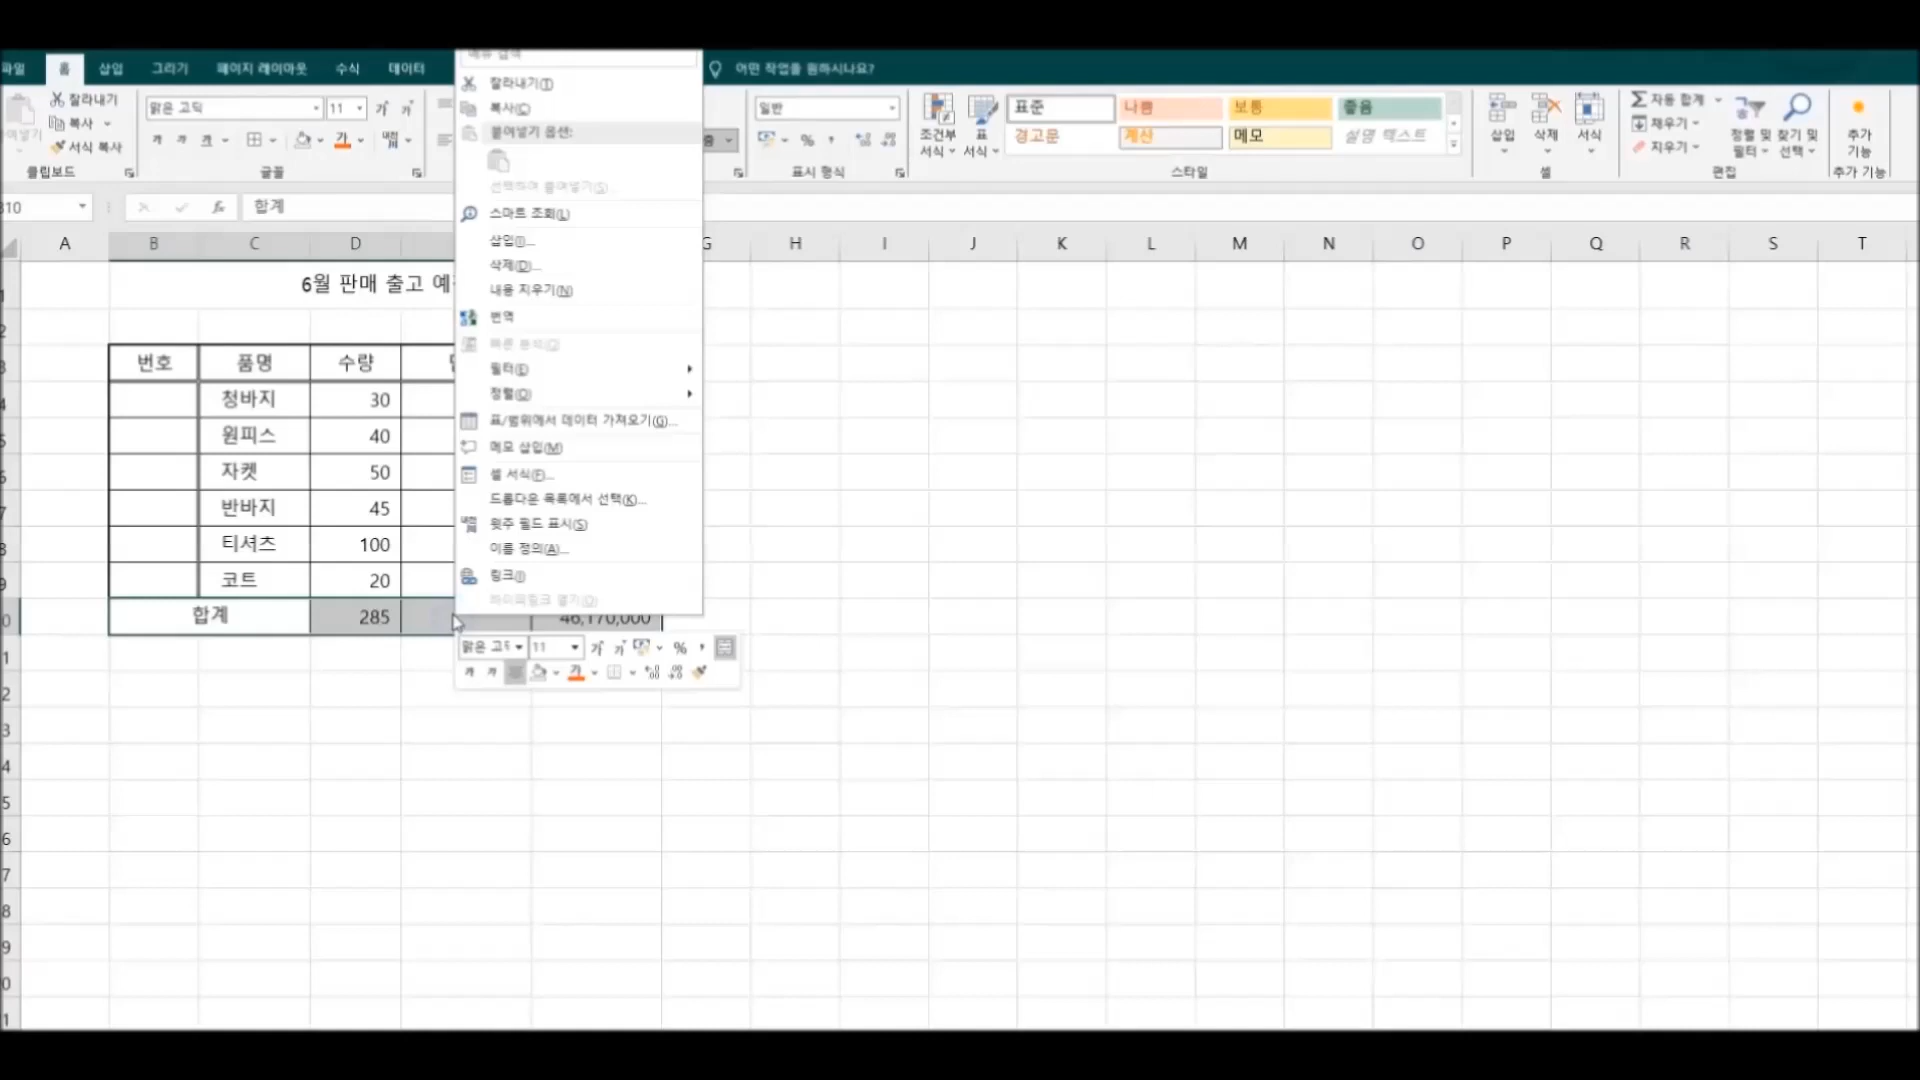 파일 홈 삽입 그리기 페이지 레이아웃 수식 데이터 어떤 작업을 원하시나요?
잘라내기
복사
서식 복사
클립보드
맑은 고딕 11
글꼴
일반
표시 형식
조건부 서식
표 서식
표준 나쁨 보통 좋음
경고문 계산 메모 설명 텍스트
스타일
삽입 삭제 서식
셀
자동 합계
채우기
지우기
정렬 및 필터
찾기 및 선택
편집
추가 기능
추가 기능
합계
A B C D G H I J K L M N O P Q R S T
6월 판매 출고
번호 품명 수량
청바지 30
원피스 40
자켓 50
반바지 45
티셔츠 100
코트 20
합계 285 46,170,000
잘라내기(T)
복사(C)
붙여넣기 옵션:
선택하여 붙여넣기(S)...
스마트 조회(L)
삽입(I)...
삭제(D)...
내용 지우기(N)
번역
빠른 분석(Q)
필터(E)
정렬(O)
표/범위에서 데이터 가져오기(G)...
메모 삽입(M)
셀 서식(F)...
드롭다운 목록에서 선택(K)...
윗주 필드 표시(S)
이름 정의(A)...
링크(I)
하이퍼링크 열기(O)
맑은 고딕 11